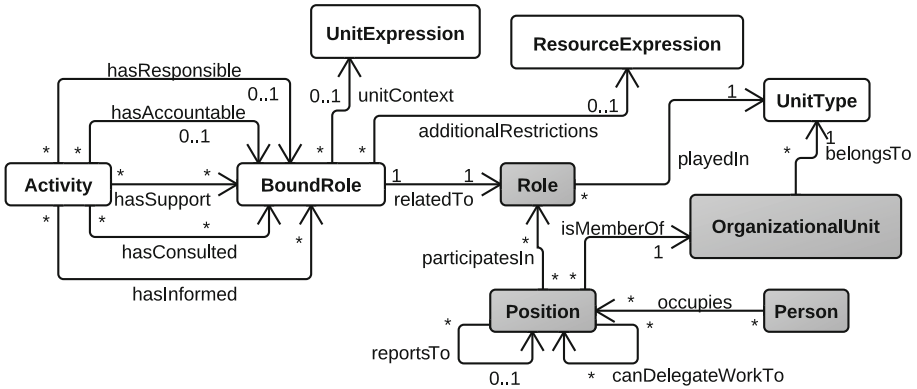 UnitExpression
ResourceExpression
hasResponsible
0..1
0..1
unitContext
0..1
1
UnitType
hasAccountable
0..1
additionalRestrictions
1
*
*
*
*
playedIn
*
belongsTo
Activity
*
*
BoundRole
1
1
Role
*
hasSupport
relatedTo
*
*
*
*
*
isMemberOf
1
OrganizationalUnit
hasConsulted
participatesIn
hasInformed
*
*
Position
*
occupies
*
Person
*
*
reportsTo
0..1
*
canDelegateWorkTo